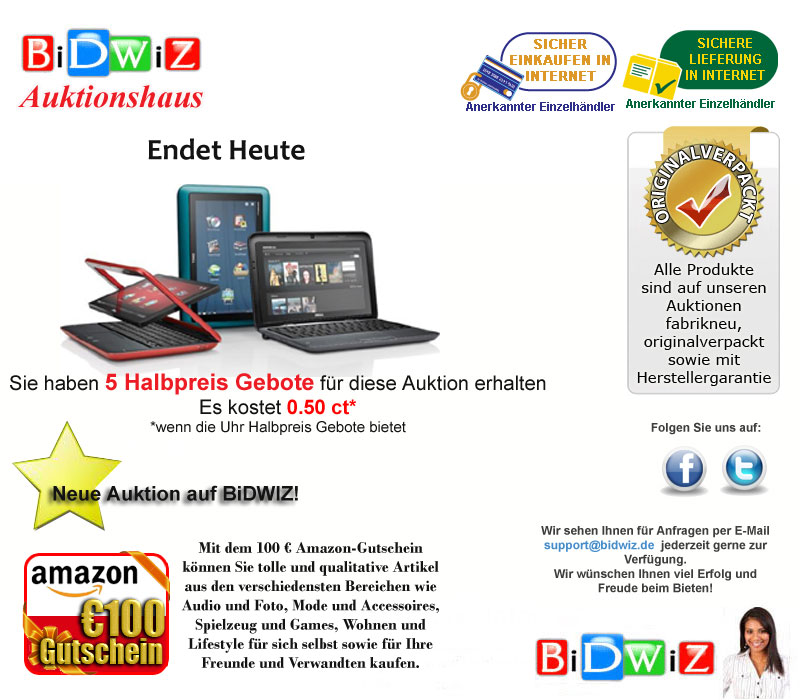 BiDWiZ
Auktionshaus
SICHER
EINKAUFEN IN
INTERNET
Anerkannter Einzelhändler
SICHERE
LIEFERUNG
IN INTERNET
Anerkannter Einzelhändler
Endet Heute
ORIGINALVERPACKT
Alle Produkte
sind auf unseren
Auktionen
fabrikneu,
originalverpackt
sowie mit
Herstellergarantie
Sie haben 5 Halbpreis Gebote für diese Auktion erhalten
Es kostet 0.50 ct*
*wenn die Uhr Halbpreis Gebote bietet
Folgen Sie uns auf:
f t
Neue Auktion auf BiDWIZ!
amazon
€100
Gutschein
Mit dem 100 € Amazon-Gutschein
können Sie tolle und qualitative Artikel
aus den verschiedensten Bereichen wie
Audio und Foto, Mode und Accessoires,
Spielzeug und Games, Wohnen und
Lifestyle für sich selbst sowie für Ihre
Freunde und Verwandten kaufen.
Wir sehen Ihnen für Anfragen per E-Mail
support@bidwiz.de jederzeit gerne zur
Verfügung.
Wir wünschen Ihnen viel Erfolg und
Freude beim Bieten!
BiDWiZ